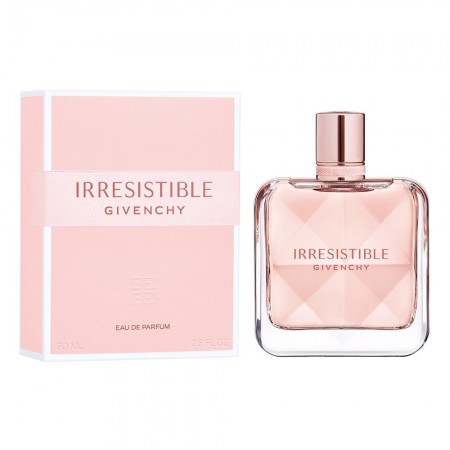 IRRESISTIBLE
GIVENCHY
EAU DE PARFUM
IRRESISTIBLE
GIVENCHY